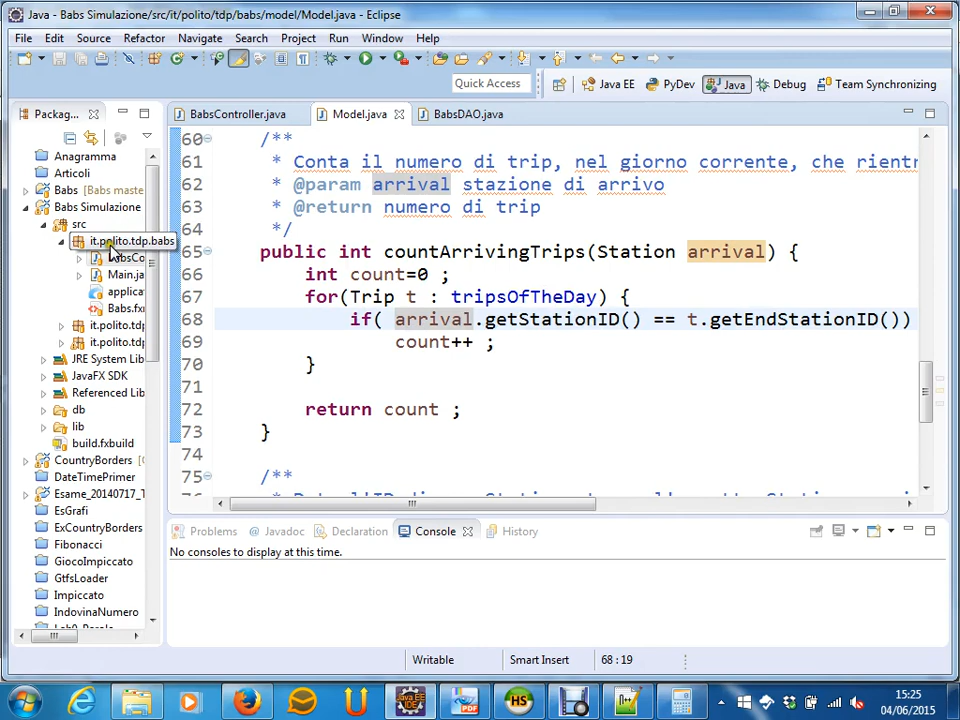 Java - Babs Simulazione/src/it/polito/tdp/babs/model/Model.java - Eclipse
File Edit Source Refactor Navigate Search Project Run Window Help
Quick Access
Java EE PyDev Java Debug Team Synchronizing
Packag...
BabsController.java Model.java BabsDAO.java
Anagramma
Articoli
Babs [Babs maste
Babs Simulazione
src
it.polito.tdp.babs
Main.ja
applica
Babs.fx
it.polito.tdp
it.polito.tdp
JRE System Lib
JavaFX SDK
Referenced Lib
db
lib
build.fxbuild
CountryBorders [
DateTimePrimer
Esame_20140717_T
EsGrafi
ExCountryBorders
Fibonacci
GiocoImpiccato
GtfsLoader
Impiccato
IndovinaNumero
60 /**
61 * Conta il numero di trip, nel giorno corrente, che rientr
62 * @param arrival stazione di arrivo
63 * @return numero di trip
64 */
65 public int countArrivingTrips(Station arrival) {
66 int count=0 ;
67 for(Trip t : tripsOfTheDay) {
68 if( arrival.getStationID() == t.getEndStationID())
69 count++ ;
70 }
71
72 return count ;
73 }
74
75 /**
Problems Javadoc Declaration Console History
No consoles to display at this time.
Writable Smart Insert 68 : 19
15:25
04/06/2015